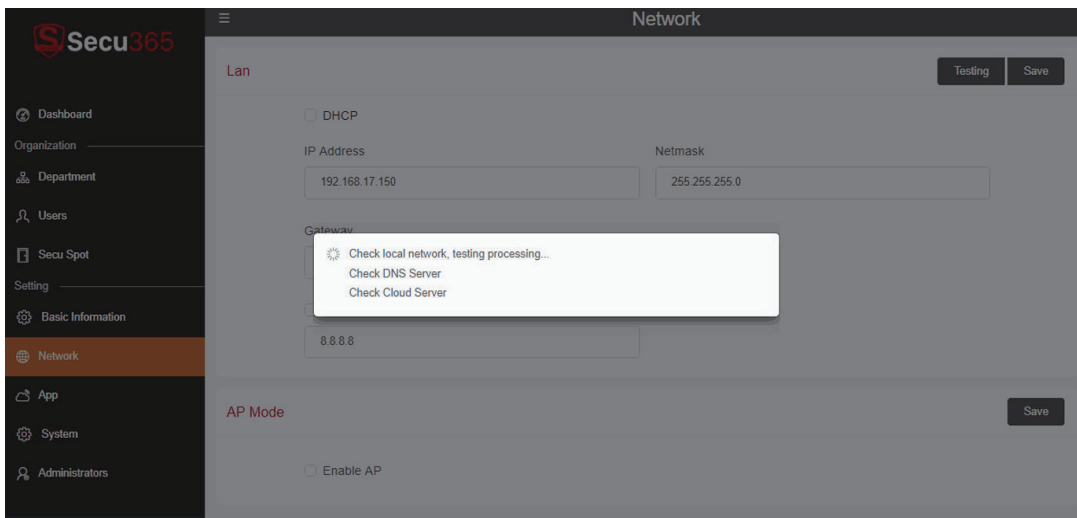 Secu365
Dashboard
Organization
Department
Users
Secu Spot
Setting
Basic Information
Network
App
System
Administrators
Network
Lan
Testing
Save
DHCP
IP Address
Netmask
192.168.17.150
255.255.255.0
Gateway
Check local network, testing processing...
Check DNS Server
Check Cloud Server
8.8.8.8
AP Mode
Save
Enable AP